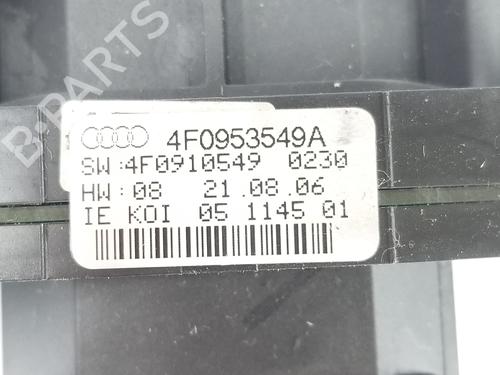 4F0953549A
SW:4F0910549 0230
HW:08 21.08.06
IE KOI 05 1145 01
B-PARTS